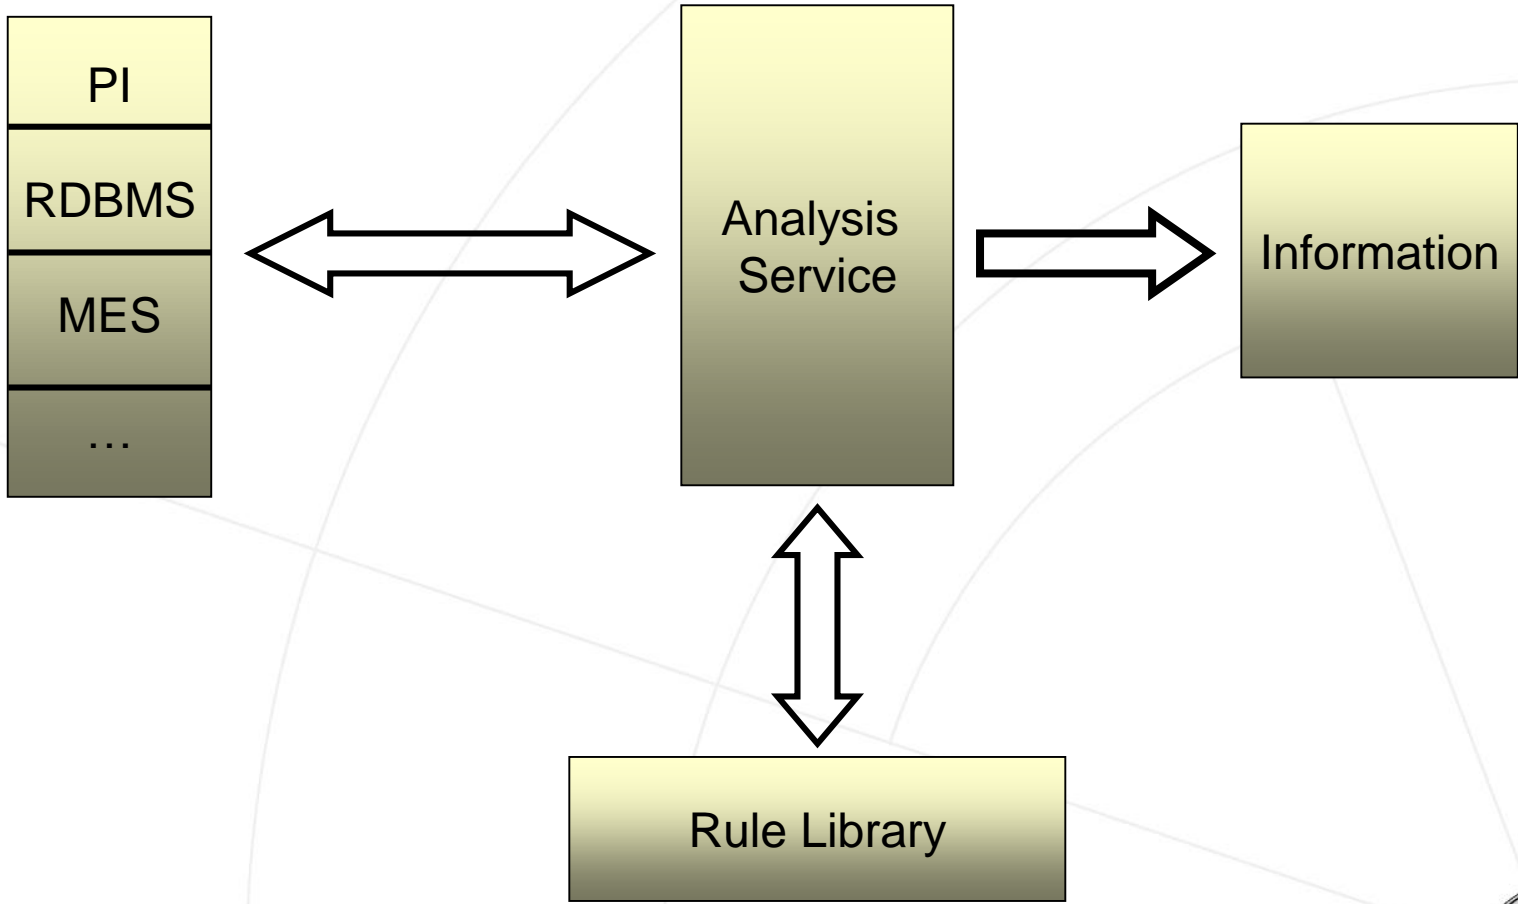 PI
RDBMS
MES
…
Analysis
Service
Information
Rule Library